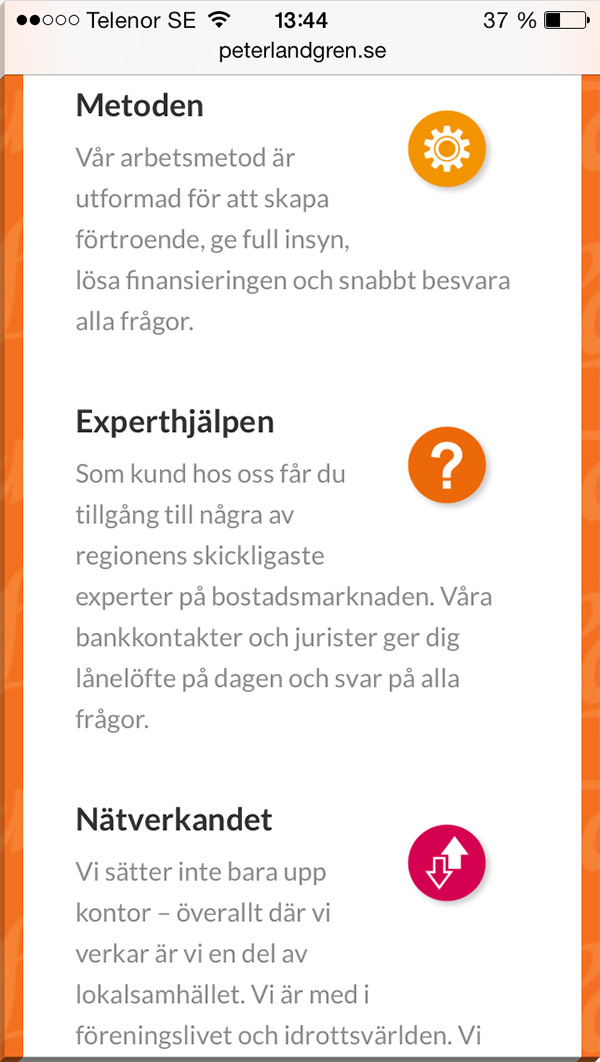 Telenor SE 13:44 37 %
peterlandgren.se
Metoden
Vår arbetsmetod är
utformad för att skapa
förtroende, ge full insyn,
lösa finansieringen och snabbt besvara
alla frågor.
Experthjälpen
Som kund hos oss får du
tillgång till några av
regionens skickligaste
experter på bostadsmarknaden. Våra
bankkontakter och jurister ger dig
lånelöfte på dagen och svar på alla
frågor.
Nätverkandet
Vi sätter inte bara upp
kontor – överallt där vi
verkar är vi en del av
lokalsamhället. Vi är med i
föreningslivet och idrottsvärlden. Vi